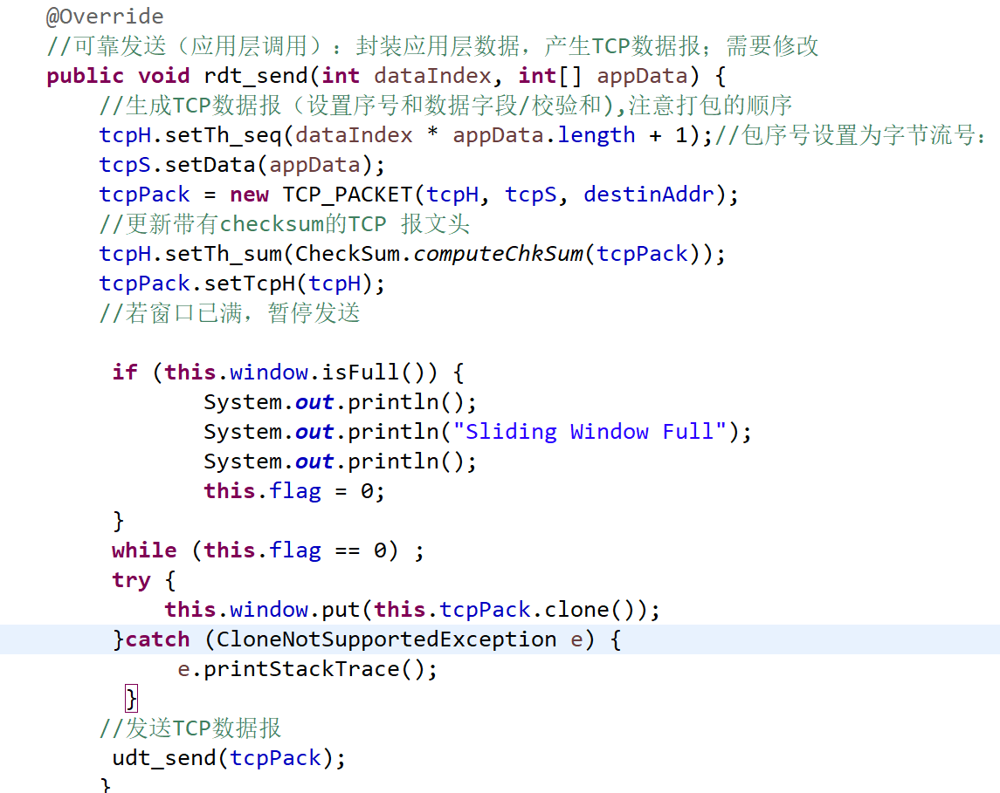 @Override
//可靠发送（应用层调用）：封装应用层数据，产生TCP数据报；需要修改
public void rdt_send(int dataIndex, int[] appData) {
//生成TCP数据报（设置序号和数据字段/校验和),注意打包的顺序
tcpH.setTh_seq(dataIndex * appData.length + 1);//包序号设置为字节流号：
tcpS.setData(appData);
tcpPack = new TCP_PACKET(tcpH, tcpS, destinAddr);
//更新带有checksum的TCP 报文头
tcpH.setTh_sum(CheckSum.computeChkSum(tcpPack));
tcpPack.setTcpH(tcpH);
//若窗口已满，暂停发送
if (this.window.isFull()) {
System.out.println();
System.out.println("Sliding Window Full");
System.out.println();
this.flag = 0;
}
while (this.flag == 0) ;
try {
this.window.put(this.tcpPack.clone());
}catch (CloneNotSupportedException e) {
e.printStackTrace();
}
//发送TCP数据报
udt_send(tcpPack);
}